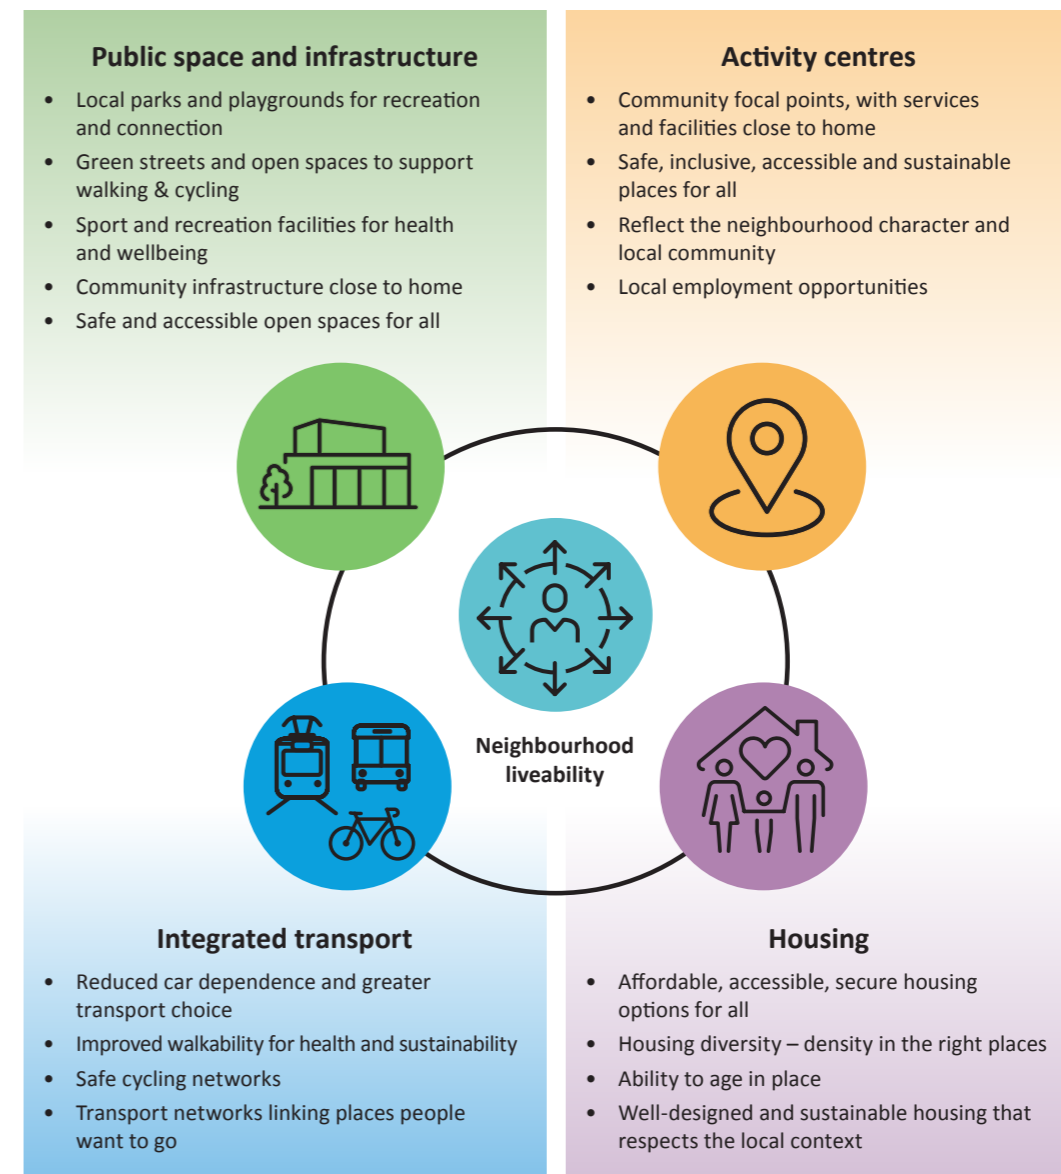 Public space and infrastructure
• Local parks and playgrounds for recreation
and connection
• Green streets and open spaces to support
walking & cycling
• Sport and recreation facilities for health
and wellbeing
• Community infrastructure close to home
• Safe and accessible open spaces for all
Activity centres
• Community focal points, with services
and facilities close to home
• Safe, inclusive, accessible and sustainable
places for all
• Reflect the neighbourhood character and
local community
• Local employment opportunities
Neighbourhood
liveability
Integrated transport
• Reduced car dependence and greater
transport choice
• Improved walkability for health and sustainability
• Safe cycling networks
• Transport networks linking places people
want to go
Housing
• Affordable, accessible, secure housing
options for all
• Housing diversity – density in the right places
• Ability to age in place
• Well-designed and sustainable housing that
respects the local context